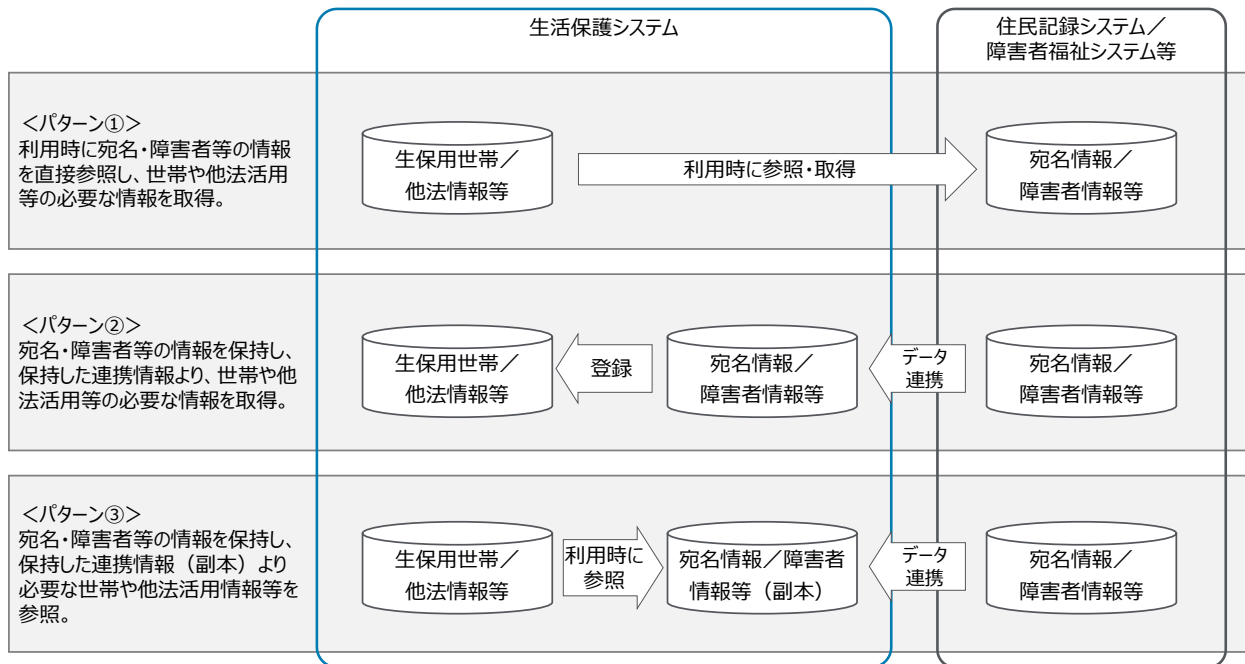 生活保護システム
住民記録システム／
障害者福祉システム等
＜パターン①＞
利用時に宛名・障害者等の情報
を直接参照し、世帯や他法活用
等の必要な情報を取得。
生保用世帯／
他法情報等
利用時に参照・取得
宛名情報／
障害者情報等
＜パターン②＞
宛名・障害者等の情報を保持し、
保持した連携情報より、世帯や他
法活用等の必要な情報を取得。
生保用世帯／
他法情報等
登録
宛名情報／
障害者情報等
データ
連携
宛名情報／
障害者情報等
＜パターン③＞
宛名・障害者等の情報を保持し、
保持した連携情報（副本）より
必要な世帯や他法活用情報等を
参照。
生保用世帯／
他法情報等
利用時に
参照
宛名情報／障害者
情報等（副本）
データ
連携
宛名情報／
障害者情報等